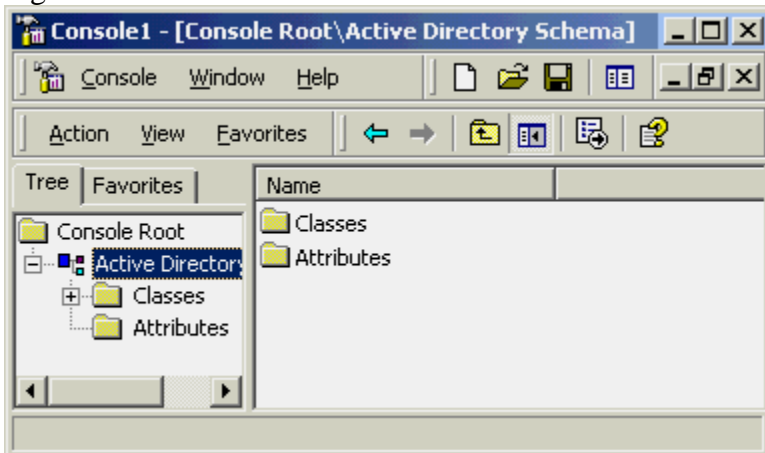 Console1 - [Console Root\Active Directory Schema]
Console Window Help
Action View Favorites
Tree Favorites
Name
Console Root
Active Director
Classes
Attributes
Classes
Attributes